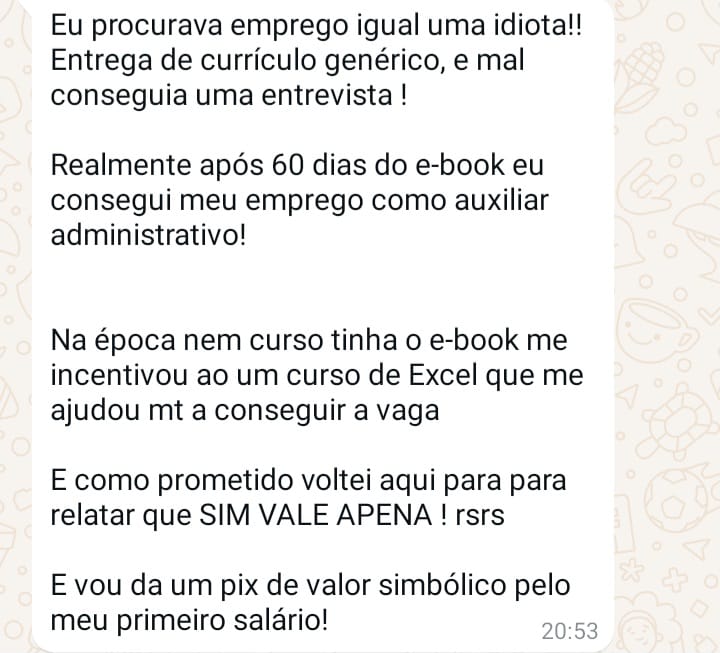 Eu procurava emprego igual uma idiota!!
Entrega de currículo genérico, e mal
conseguia uma entrevista !
Realmente após 60 dias do e-book eu
consegui meu emprego como auxiliar
administrativo!
Na época nem curso tinha o e-book me
incentivou ao um curso de Excel que me
ajudou mt a conseguir a vaga
E como prometido voltei aqui para para
relatar que SIM VALE APENA ! rsrs
E vou da um pix de valor simbólico pelo
meu primeiro salário!
20:53